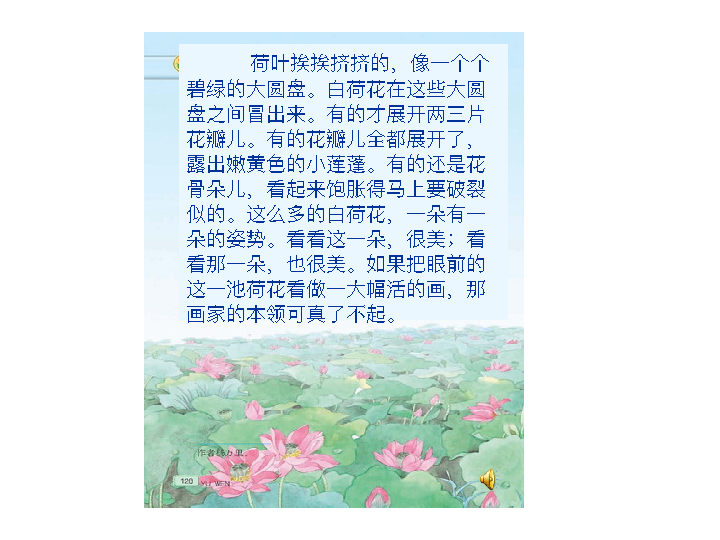 荷叶挨挨挤挤的，像一个个
碧绿的大圆盘。白荷花在这些大圆
盘之间冒出来。有的才展开两三片
花瓣儿。有的花瓣儿全都展开了，
露出嫩黄色的小莲蓬。有的还是花
骨朵儿，看起来饱胀得马上要破裂
似的。这么多的白荷花，一朵有一
朵的姿势。看看这一朵，很美；看
看那一朵，也很美。如果把眼前的
这一池荷花看做一大幅活的画，那
画家的本领可真了不起。
120
YU WEN